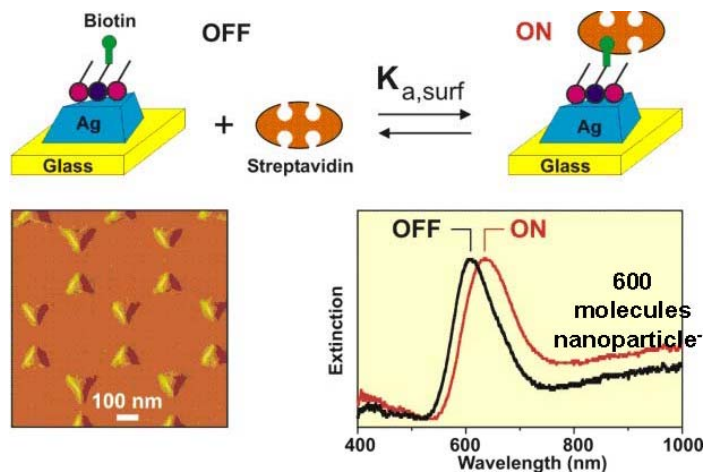 Biotin
OFF
ON
K a,surf
Ag
+
Ag
Glass
Streptavidin
Glass
OFF
ON
600
molecules
nanoparticle-
100 nm
Extinction
400
600
800
1000
Wavelength (nm)